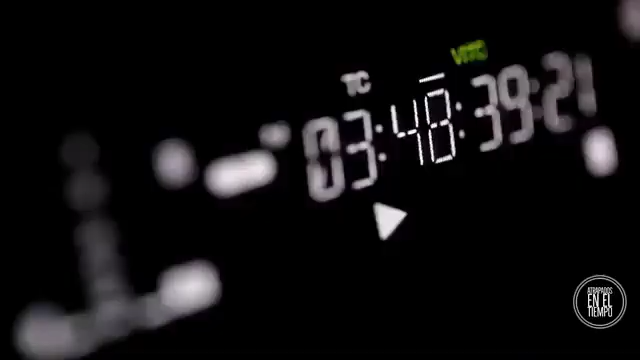 VITC
TC
03:48:39:21
ATRAPADOS
EN EL
TIEMPO